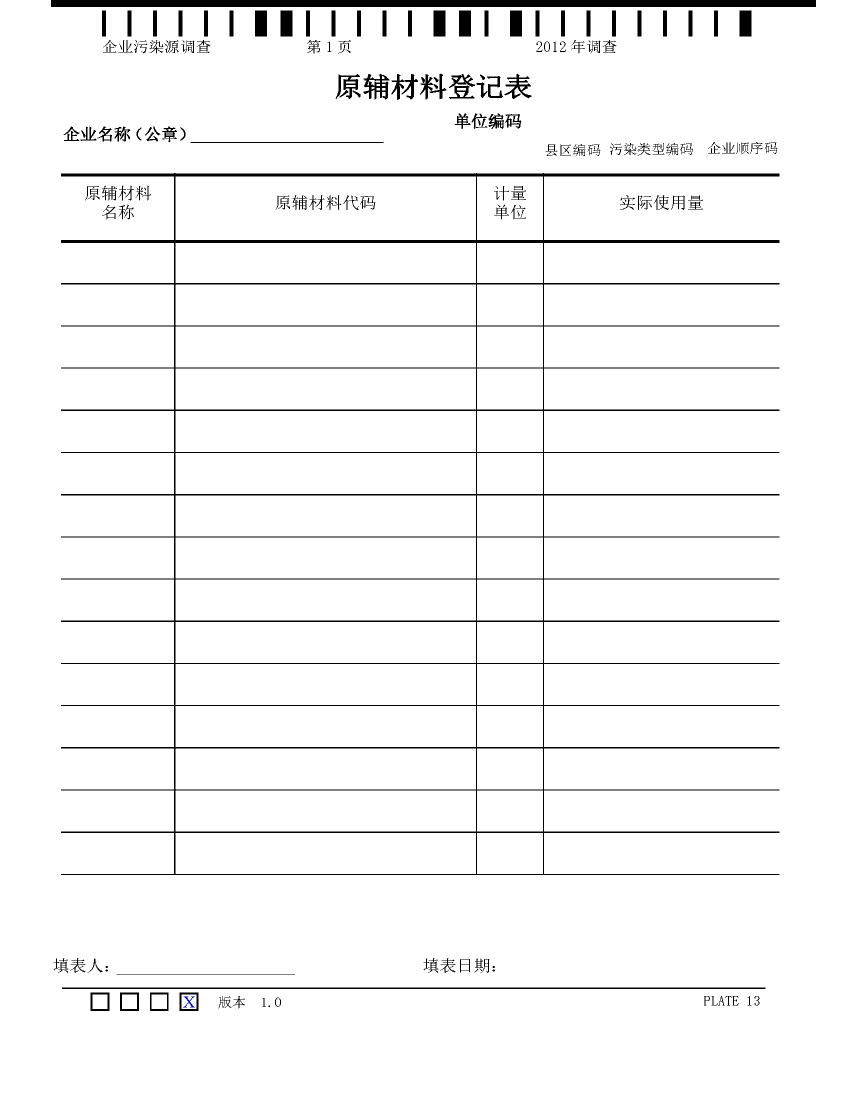 企业污染源调查 第 1 页 2012 年调查
原辅材料登记表
单位编码
企业名称（公章）
县区编码 污染类型编码 企业顺序码
原辅材料
名称
原辅材料代码
计量
单位
实际使用量
填表人： 填表日期：
X 版本 1.0 PLATE 13